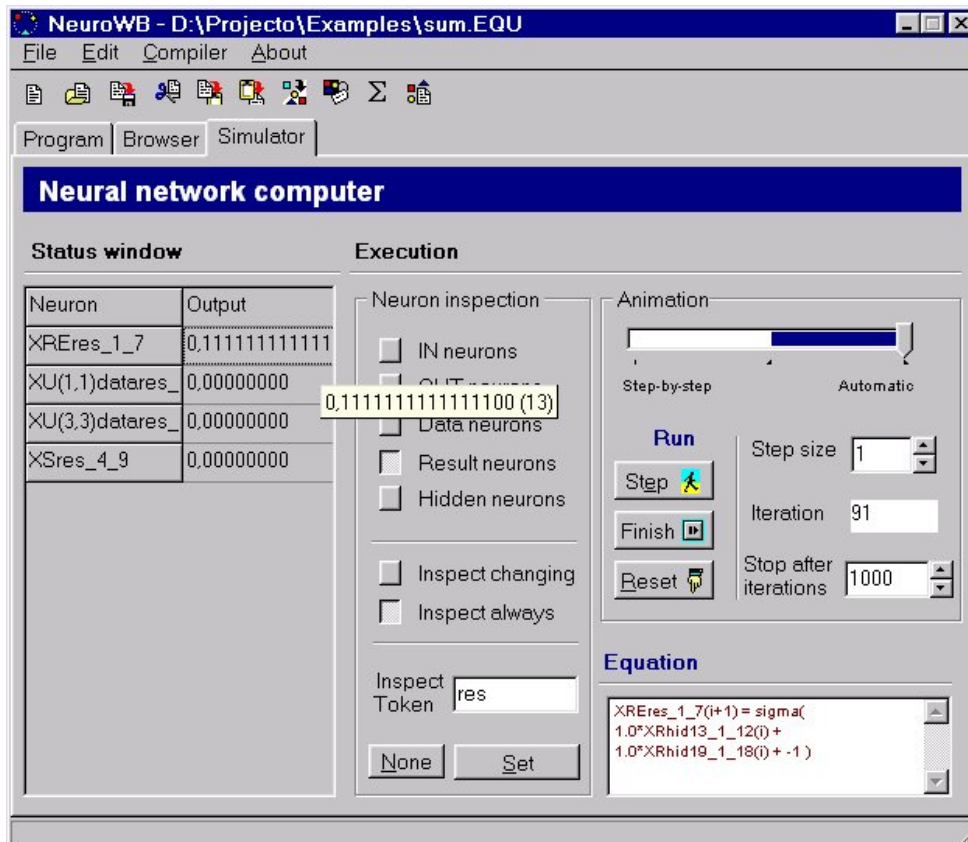 NeuroWB - D:\Projecto\Examples\sum.EQU
File Edit Compiler About
Program Browser Simulator
Neural network computer
Status window
Neuron Output
XREres_1_7 0,111111111111
XU(1,1)datares_ 0,00000000
XU(3,3)datares_ 0,00000000
XSres_4_9 0,00000000
Execution
Neuron inspection
IN neurons
0,1111111111111100 (13)
Data neurons
Result neurons
Hidden neurons
Inspect changing
Inspect always
Inspect
Token res
None Set
Animation
Step-by-step Automatic
Run
Step
Finish
Reset
Step size 1
Iteration 91
Stop after
iterations 1000
Equation
XREres_1_7(i+1) = sigma(
1.0*XRhid13_1_12(i) +
1.0*XRhid19_1_18(i) + -1 )